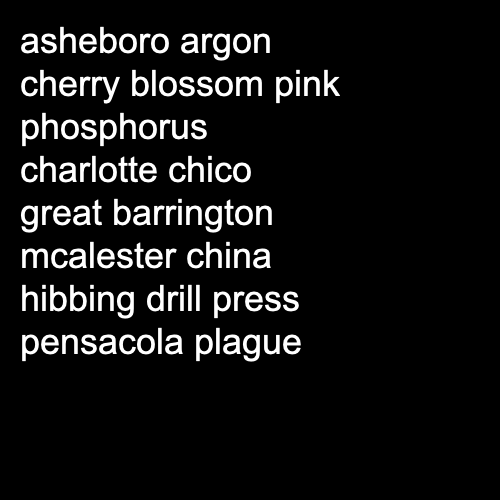 asheboro argon
cherry blossom pink
phosphorus
charlotte chico
great barrington
mcalester china
hibbing drill press
pensacola plague